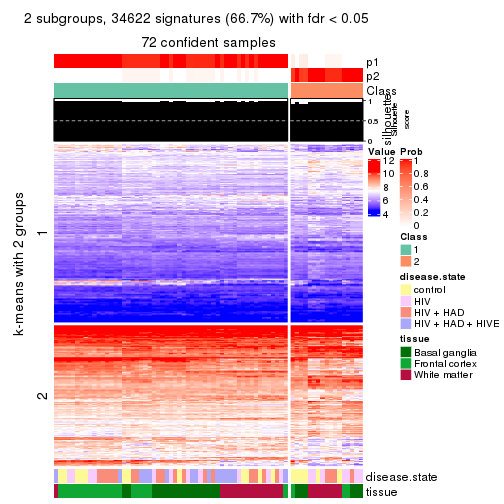 2 subgroups, 34622 signatures (66.7%) with fdr < 0.05
72 confident samples
p1
p2
Class
silhouette
1
0.5
0
Silhouette
score
k-means with 2 groups
1
2
Value
12
10
8
6
4
Prob
1
0.8
0.6
0.4
0.2
0
Class
1
2
disease.state
control
HIV
HIV + HAD
HIV + HAD + HIVE
tissue
Basal ganglia
Frontal cortex
White matter
disease.state
tissue